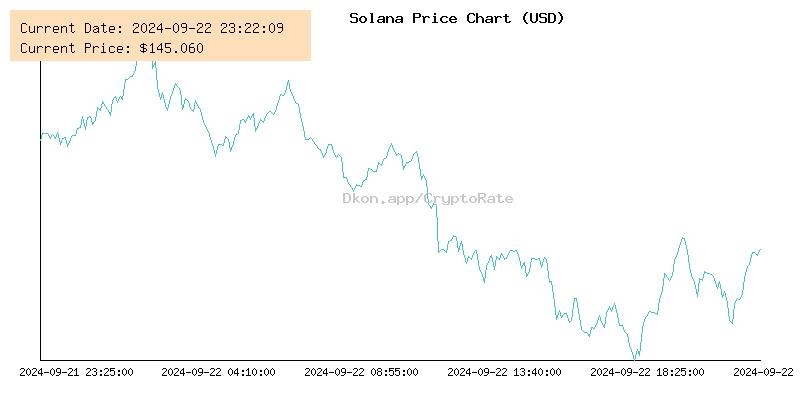 Solana Price Chart (USD)
Current Date: 2024-09-22 23:22:09
Current Price: $145.060
Dkon.app/CryptoRate
2024-09-21 23:25:00 2024-09-22 04:10:00 2024-09-22 08:55:00 2024-09-22 13:40:00 2024-09-22 18:25:00 2024-09-22